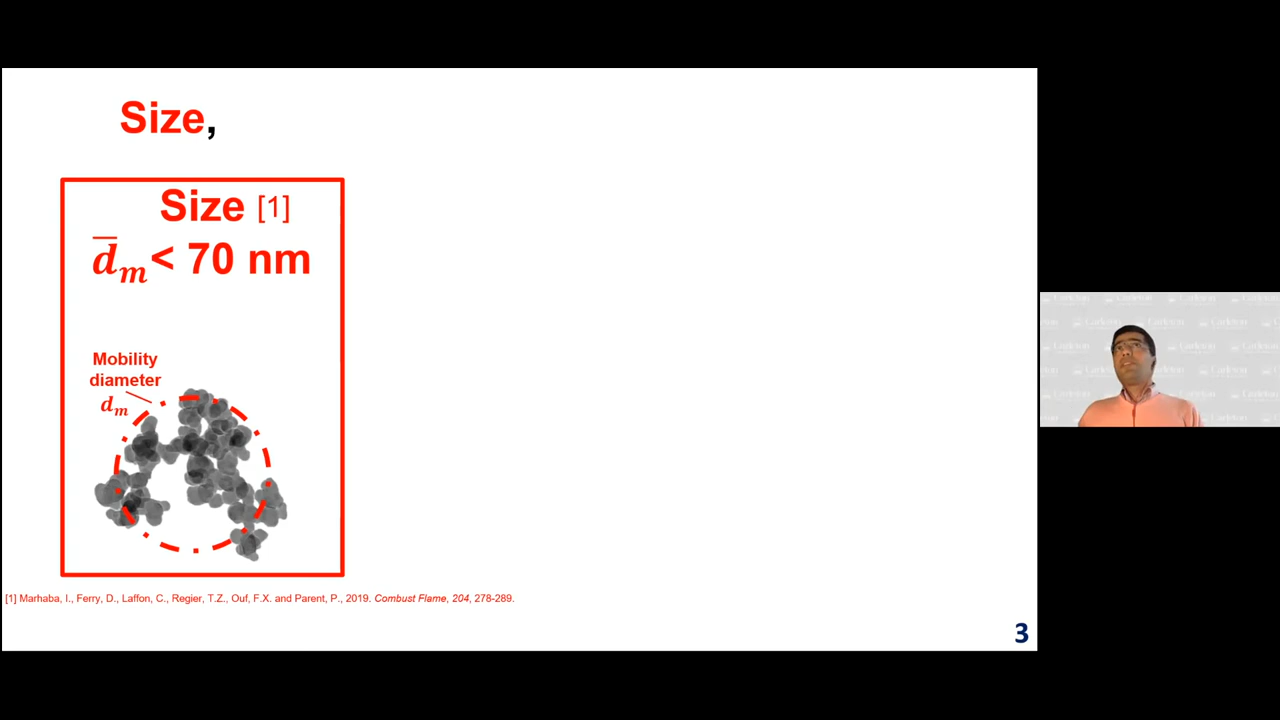 Size,
Size [1]
d̅ₘ < 70 nm
Mobility
diameter
dₘ
[1] Marhaba, I., Ferry, D., Laffon, C., Regier, T.Z., Ouf, F.X. and Parent, P., 2019. Combust Flame, 204, 278-289.
3
Carleton